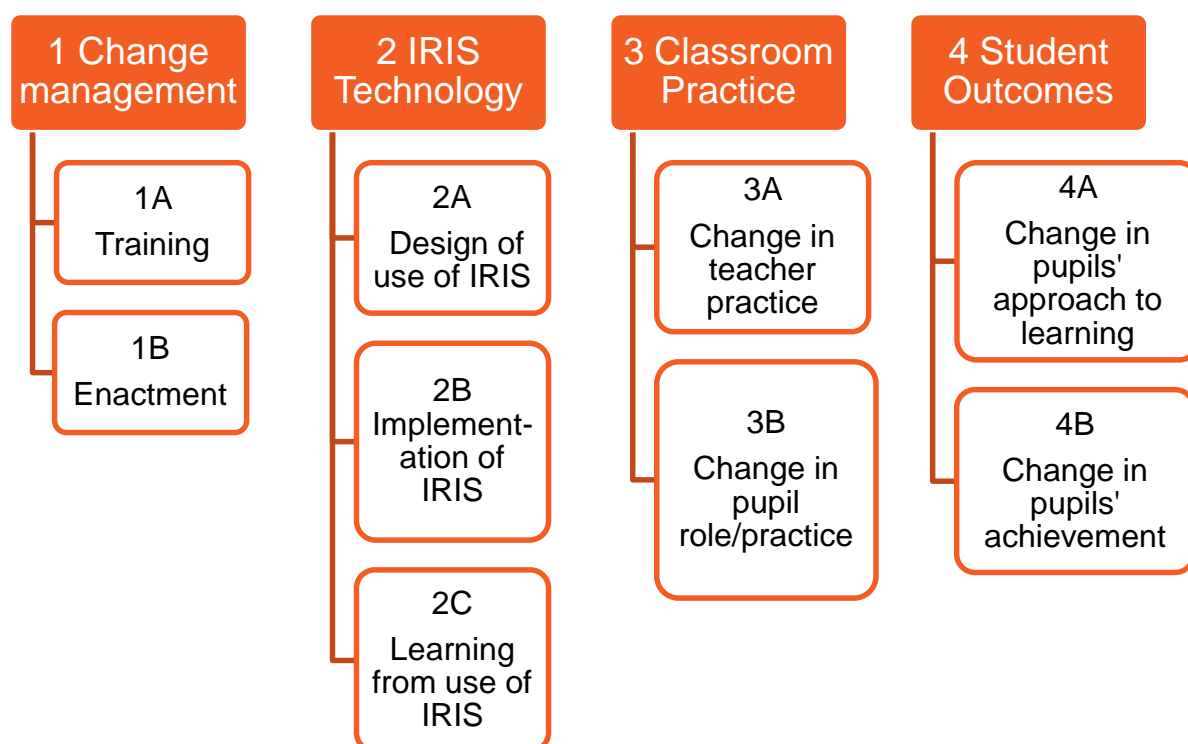 1 Change
management
1A
Training
1B
Enactment
2 IRIS
Technology
2A
Design of
use of IRIS
2B
Implement-
ation of
IRIS
2C
Learning
from use of
IRIS
3 Classroom
Practice
3A
Change in
teacher
practice
3B
Change in
pupil
role/practice
4 Student
Outcomes
4A
Change in
pupils'
approach to
learning
4B
Change in
pupils'
achievement